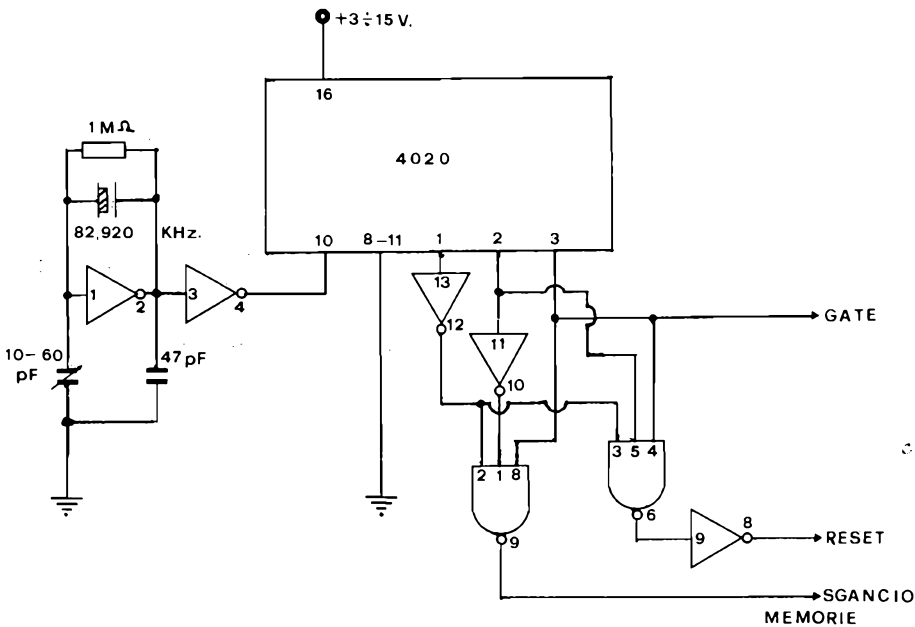 +3÷15 V.
16
4020
1 MΩ
82,920 KHz.
10 8-11 1 2 3
13
1 2 3 4
12
11
GATE
10-60 pF
47 pF
10
2 1 8
3 5 4
6
9 8
RESET
9
SGANCIO
MEMORIE